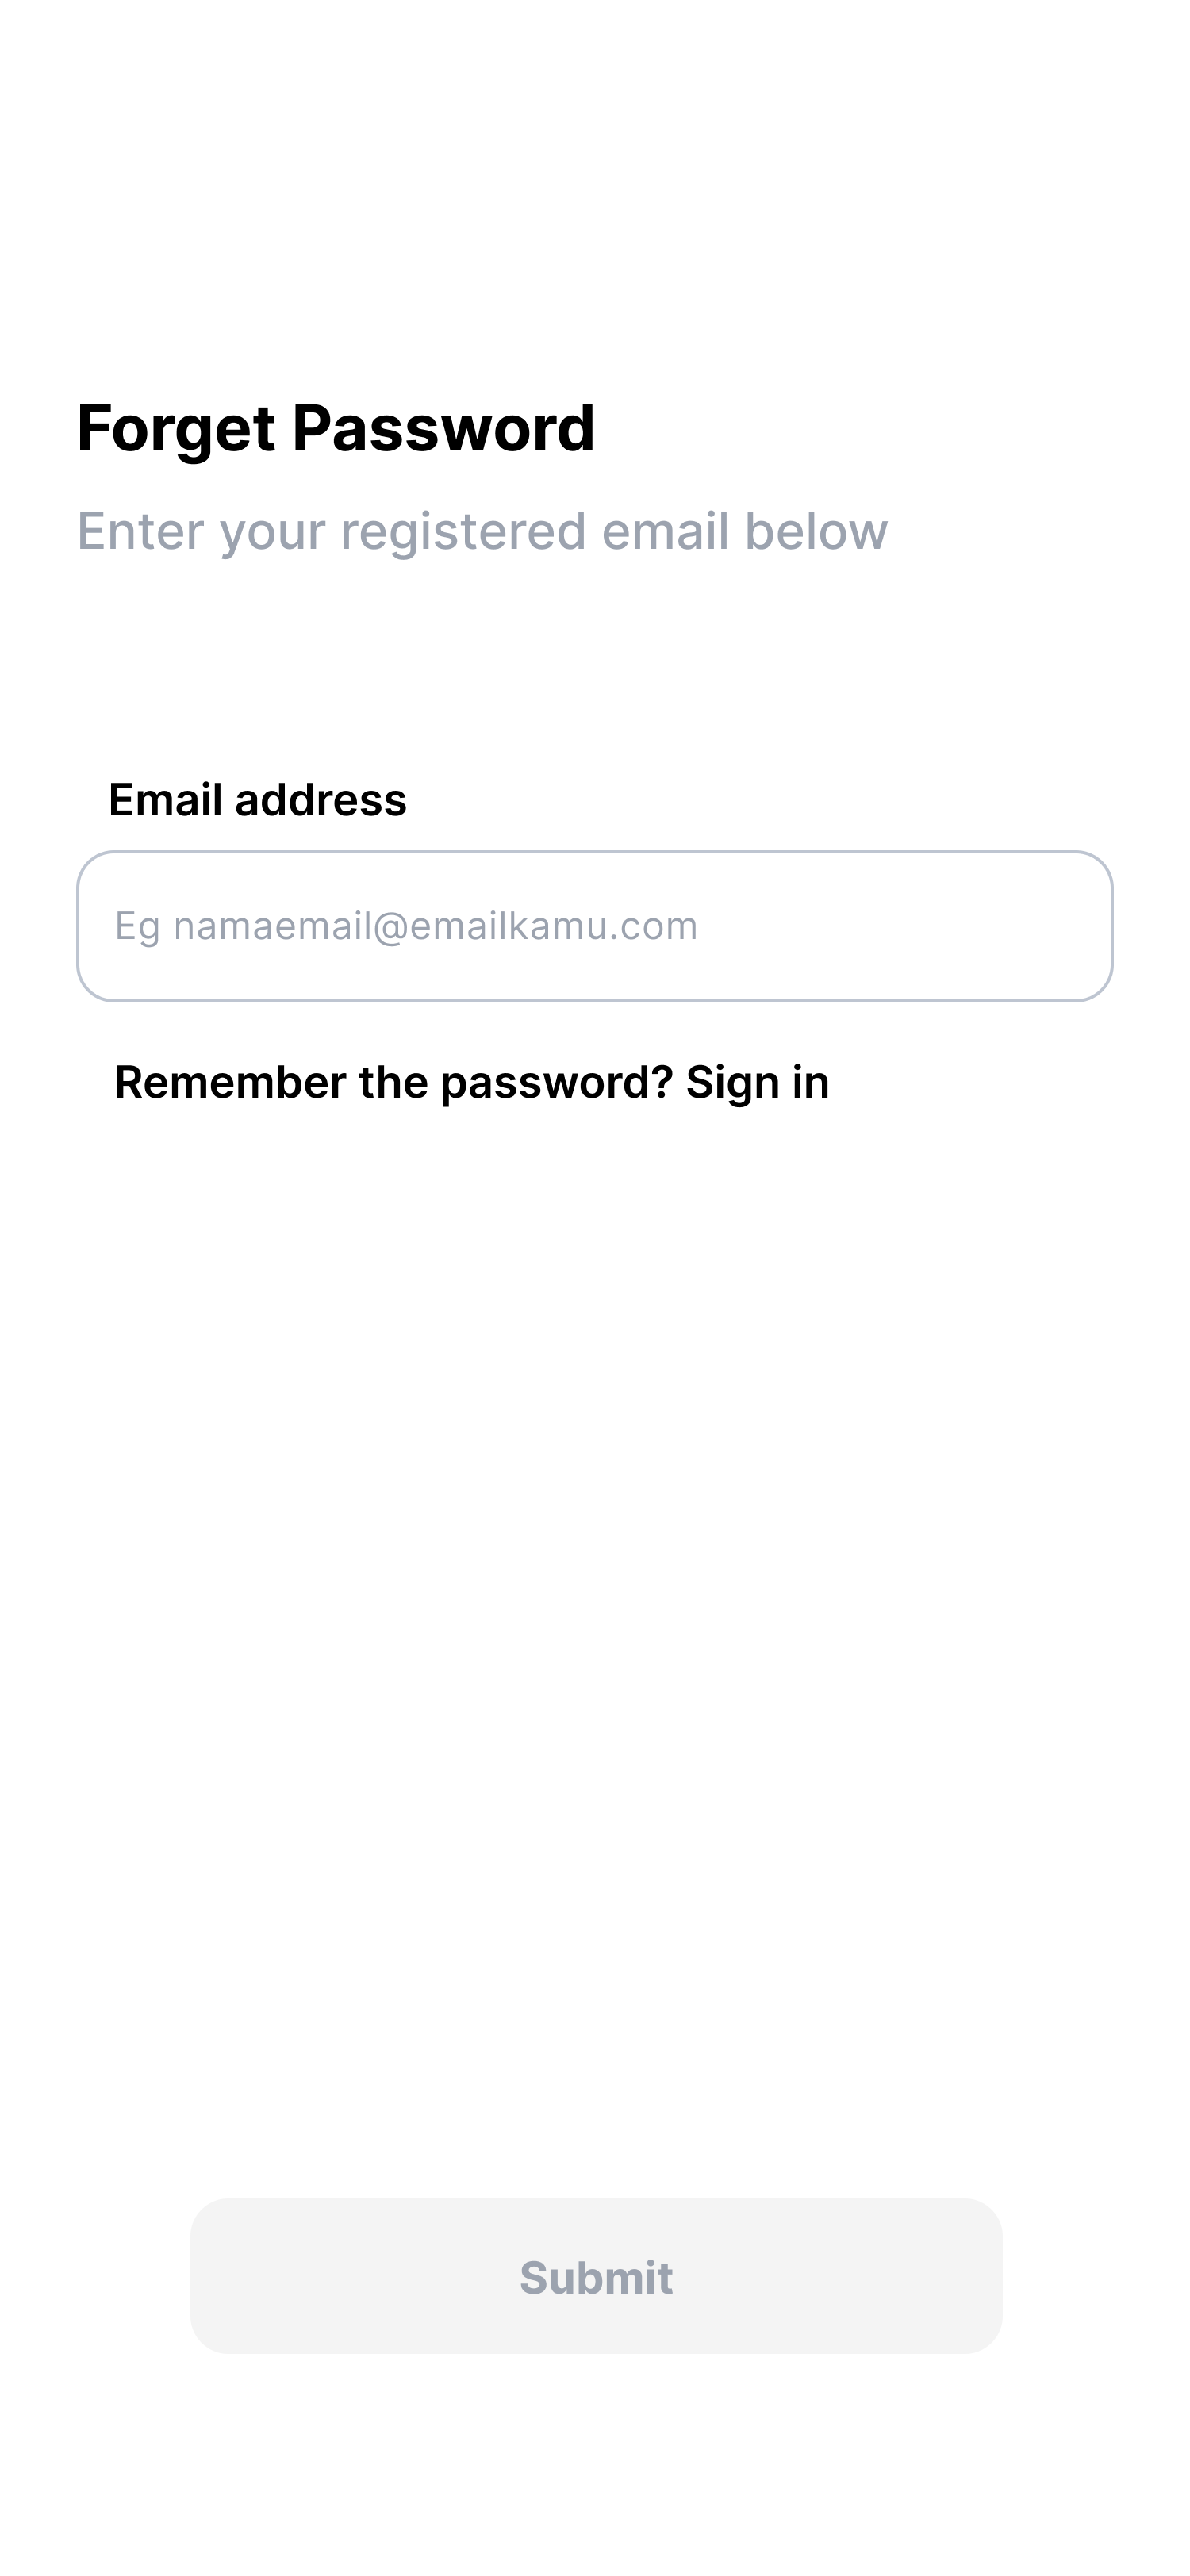 Forget Password
Enter your registered email below
Email address
Eg namaemail@emailkamu.com
Remember the password? Sign in
Submit